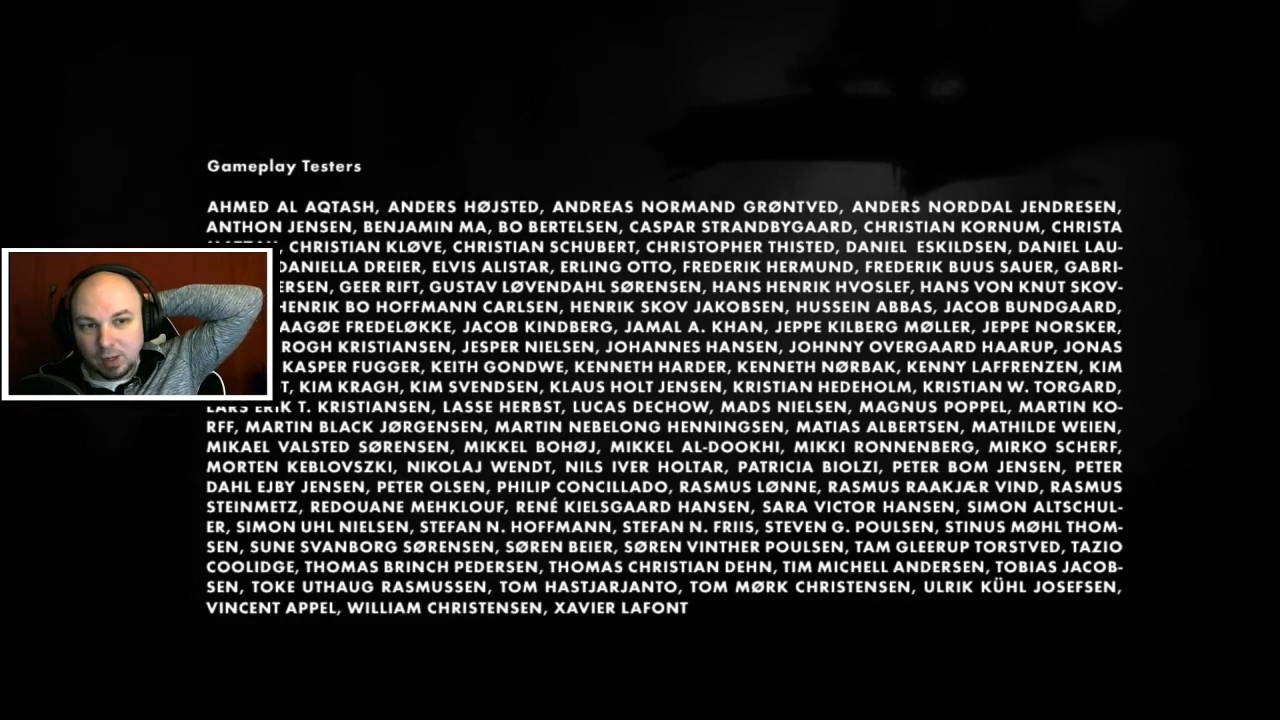 Gameplay Testers
AHMED AL AQTASH, ANDERS HØJSTED, ANDREAS NORMAND GRØNTVED, ANDERS NORDDAL JENDRESEN,
ANTHON JENSEN, BENJAMIN MA, BO BERTELSEN, CASPAR STRANDBYGAARD, CHRISTIAN KORNUM, CHRISTA
CHRISTIAN KLØVE, CHRISTIAN SCHUBERT, CHRISTOPHER THISTED, DANIEL ESKILDSEN, DANIEL LAU-
DANIELLA DREIER, ELVIS ALISTAR, ERLING OTTO, FREDERIK HERMUND, FREDERIK BUUS SAUER, GABRI-
ERSEN, GEER RIFT, GUSTAV LØVENDAHL SØRENSEN, HANS HENRIK HVOSLEF, HANS VON KNUT SKOV-
HENRIK BO HOFFMANN CARLSEN, HENRIK SKOV JAKOBSEN, HUSSEIN ABBAS, JACOB BUNDGAARD,
AAGØE FREDELØKKE, JACOB KINDBERG, JAMAL A. KHAN, JEPPE KILBERG MØLLER, JEPPE NORSKER,
ROGH KRISTIANSEN, JESPER NIELSEN, JOHANNES HANSEN, JOHNNY OVERGAARD HAARUP, JONAS
KASPER FUGGER, KEITH GONDWE, KENNETH HARDER, KENNETH NØRBAK, KENNY LAFFRENZEN, KIM
T, KIM KRAGH, KIM SVENDSEN, KLAUS HOLT JENSEN, KRISTIAN HEDEHOLM, KRISTIAN W. TORGARD,
LARS ERIK T. KRISTIANSEN, LASSE HERBST, LUCAS DECHOW, MADS NIELSEN, MAGNUS POPPEL, MARTIN KO-
RFF, MARTIN BLACK JØRGENSEN, MARTIN NEBELONG HENNINGSEN, MATIAS ALBERTSEN, MATHILDE WEIEN,
MIKAEL VALSTED SØRENSEN, MIKKEL BOHØJ, MIKKEL AL-DOOKHI, MIKKI RONNENBERG, MIRKO SCHERF,
MORTEN KEBLOVSZKI, NIKOLAJ WENDT, NILS IVER HOLTAR, PATRICIA BIOLZI, PETER BOM JENSEN, PETER
DAHL EJBY JENSEN, PETER OLSEN, PHILIP CONCILLADO, RASMUS LØNNE, RASMUS RAAKJÆR VIND, RASMUS
STEINMETZ, REDOUANE MEHKLOUF, RENÉ KIELSGAARD HANSEN, SARA VICTOR HANSEN, SIMON ALTSCHUL-
ER, SIMON UHL NIELSEN, STEFAN N. HOFFMANN, STEFAN N. FRIIS, STEVEN G. POULSEN, STINUS MØHL THOM-
SEN, SUNE SVANBORG SØRENSEN, SØREN BEIER, SØREN VINTHER POULSEN, TAM GLEERUP TORSTVED, TAZIO
COOLIDGE, THOMAS BRINCH PEDERSEN, THOMAS CHRISTIAN DEHN, TIM MICHELL ANDERSEN, TOBIAS JACOB-
SEN, TOKE UTHAUG RASMUSSEN, TOM HASTJARJANTO, TOM MØRK CHRISTENSEN, ULRIK KÜHL JOSEFSEN,
VINCENT APPEL, WILLIAM CHRISTENSEN, XAVIER LAFONT